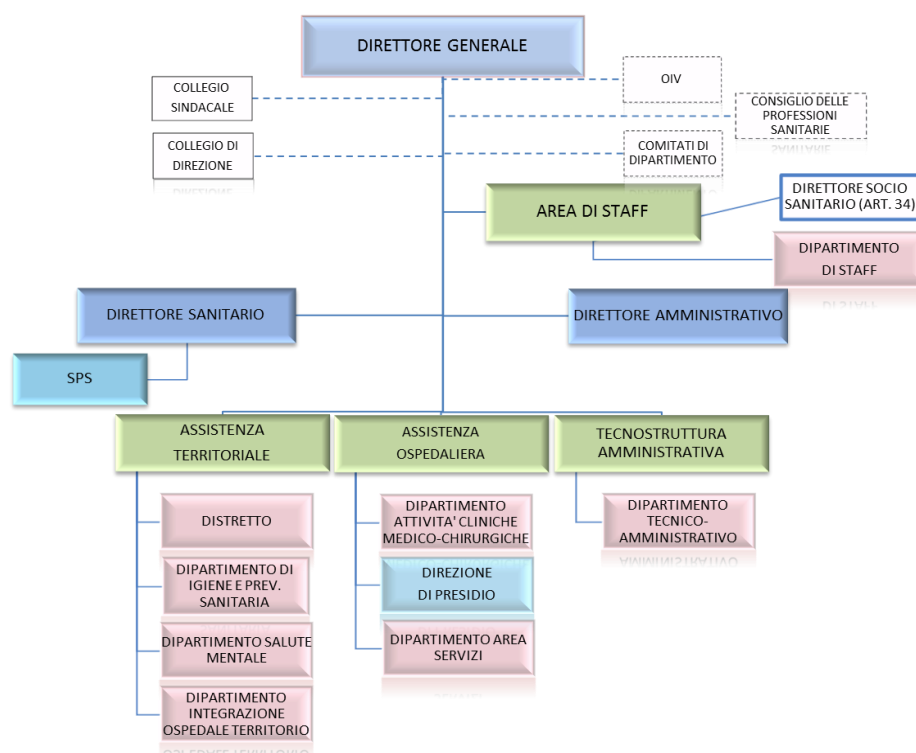 DIRETTORE GENERALE
COLLEGIO
SINDACALE
OIV
CONSIGLIO DELLE
PROFESSIONI
SANITARIE
COLLEGIO DI
DIREZIONE
COMITATI DI
DIPARTIMENTO
AREA DI STAFF
DIRETTORE SOCIO
SANITARIO (ART. 34)
DIPARTIMENTO
DI STAFF
DIRETTORE SANITARIO
DIRETTORE AMMINISTRATIVO
SPS
ASSISTENZA
TERRITORIALE
ASSISTENZA
OSPEDALIERA
TECNOSTRUTTURA
AMMINISTRATIVA
DISTRETTO
DIPARTIMENTO DI
IGIENE E PREV.
SANITARIA
DIPARTIMENTO SALUTE
MENTALE
DIPARTIMENTO
INTEGRAZIONE
OSPEDALE TERRITORIO
DIPARTIMENTO
ATTIVITA' CLINICHE
MEDICO-CHIRURGICHE
DIREZIONE
DI PRESIDIO
DIPARTIMENTO AREA
SERVIZI
DIPARTIMENTO
TECNICO-
AMMINISTRATIVO